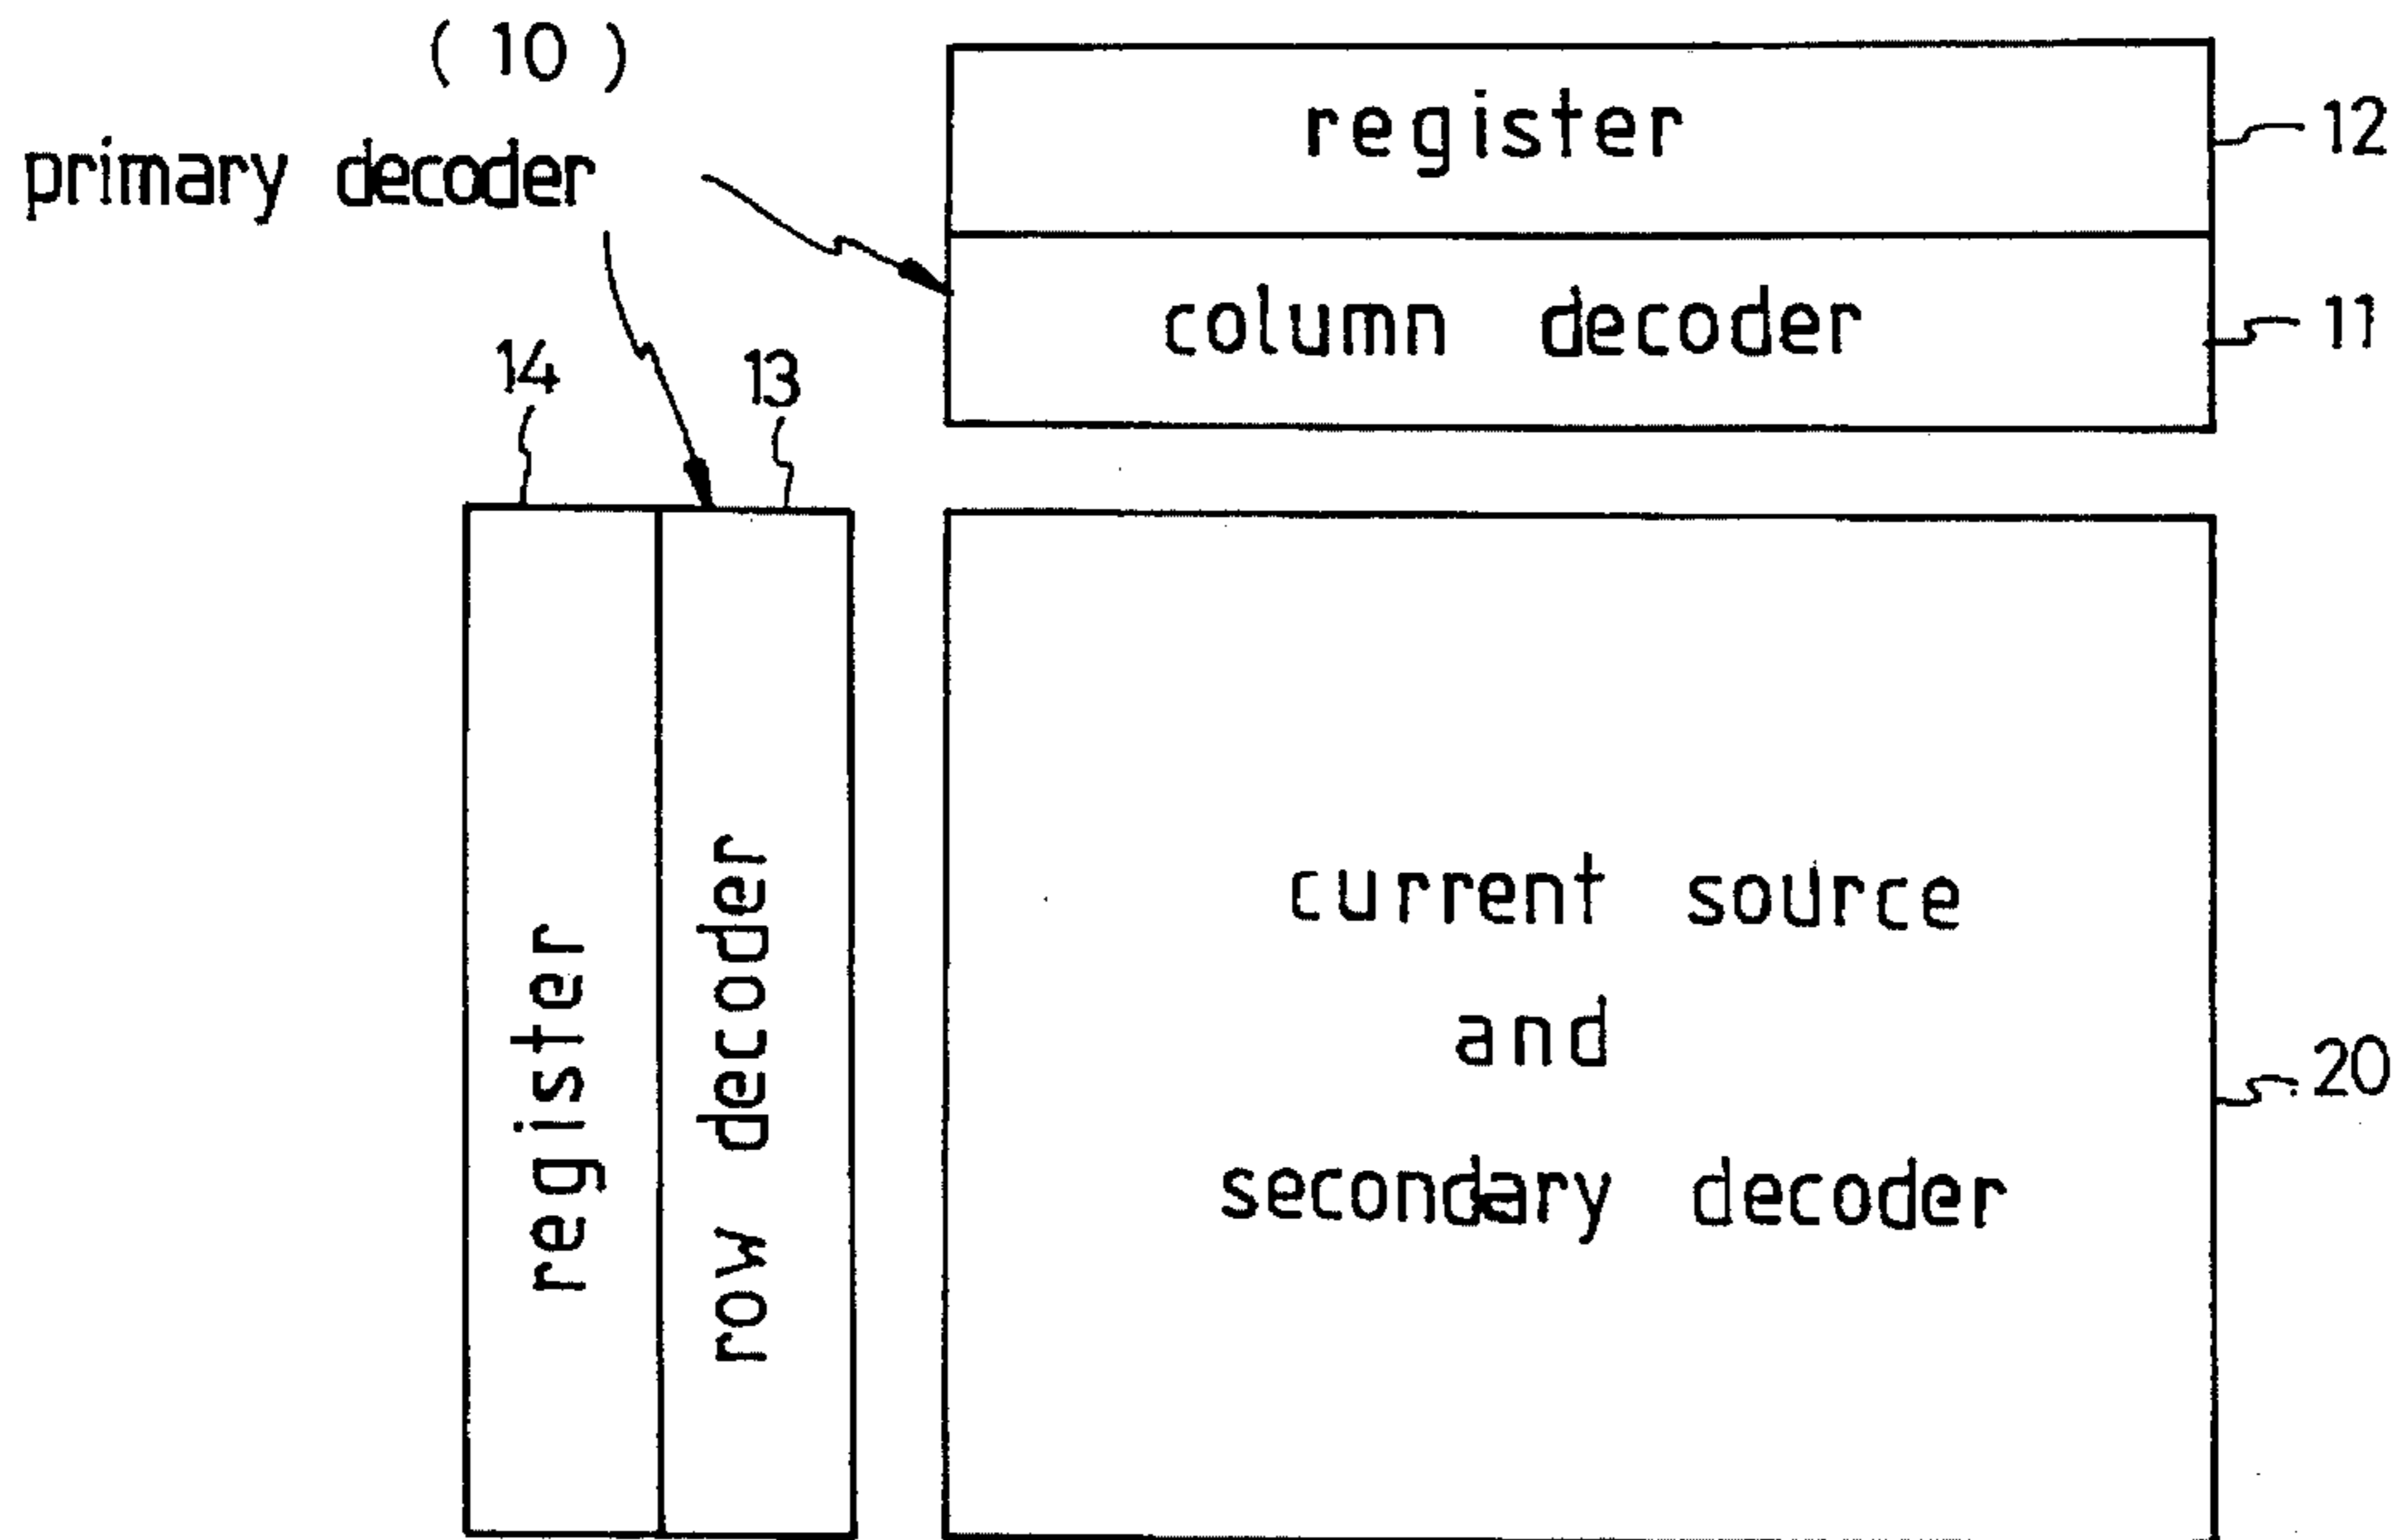 ( 10 )
primary decoder
register
12
column decoder
11
14
13
register
row decoder
current source
and
secondary decoder
20